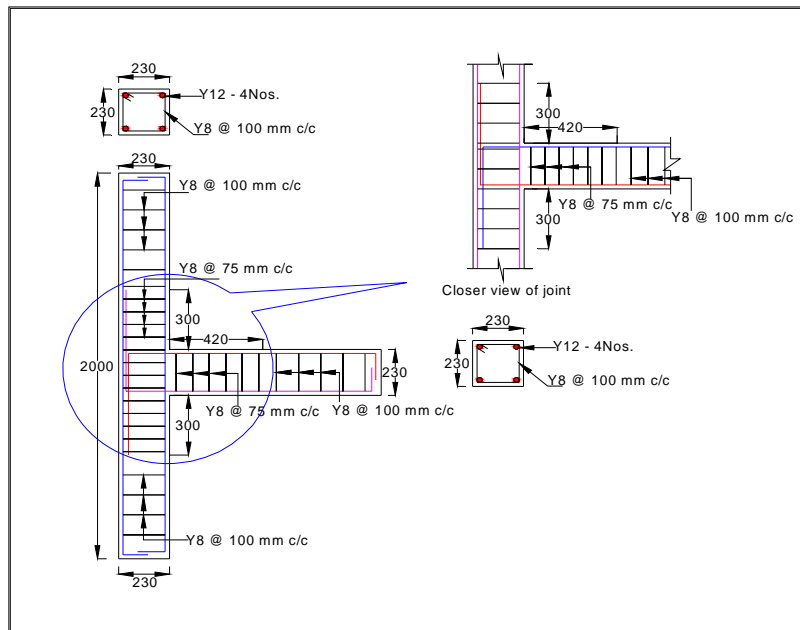 230
230
Y12 - 4Nos.
Y8 @ 100 mm c/c
230
Y8 @ 100 mm c/c
Y8 @ 75 mm c/c
300
420
2000
230
Y8 @ 75 mm c/c
Y8 @ 100 mm c/c
300
Y8 @ 100 mm c/c
230
300
420
Y8 @ 75 mm c/c
Y8 @ 100 mm c/c
300
Closer view of joint
230
230
Y12 - 4Nos.
Y8 @ 100 mm c/c